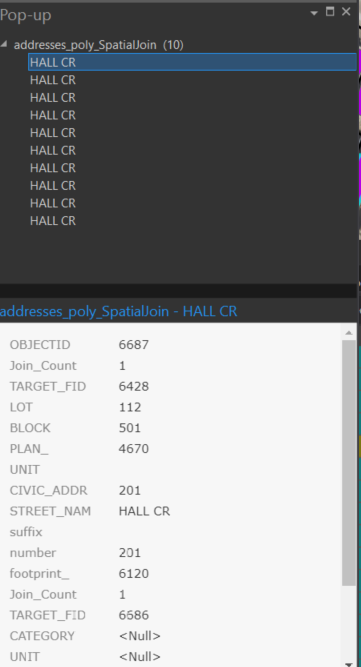 Pop-up
addresses_poly_SpatialJoin (10)
HALL CR
HALL CR
HALL CR
HALL CR
HALL CR
HALL CR
HALL CR
HALL CR
HALL CR
HALL CR
addresses_poly_SpatialJoin - HALL CR
OBJECTID 6687
Join_Count 1
TARGET_FID 6428
LOT 112
BLOCK 501
PLAN_ 4670
UNIT
CIVIC_ADDR 201
STREET_NAM HALL CR
suffix
number 201
footprint_ 6120
Join_Count 1
TARGET_FID 6686
CATEGORY <Null>
UNIT <Null>